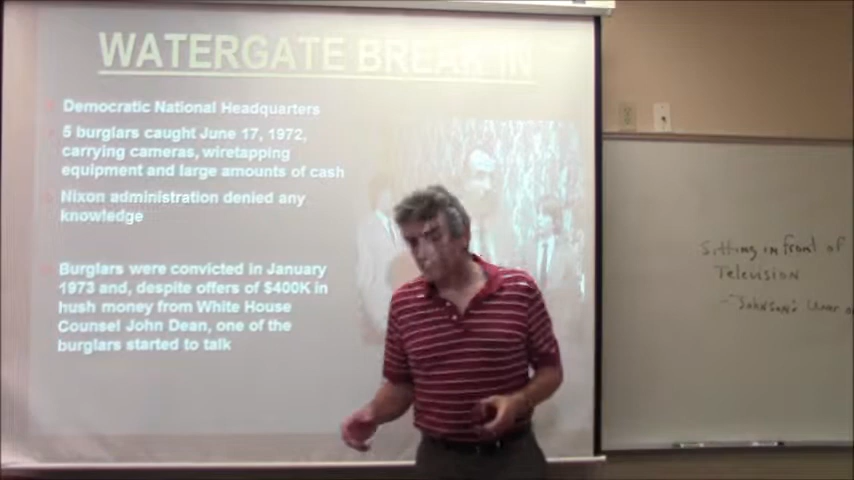 WATERGATE BREAK IN
Democratic National Headquarters
5 burglars caught June 17, 1972,
carrying cameras, wiretapping
equipment and large amounts of cash
Nixon administration denied any
knowledge
Burglars were convicted in January
1973 and, despite offers of $400K in
hush money from White House
Counsel John Dean, one of the
burglars started to talk
Sitting in front of
Television